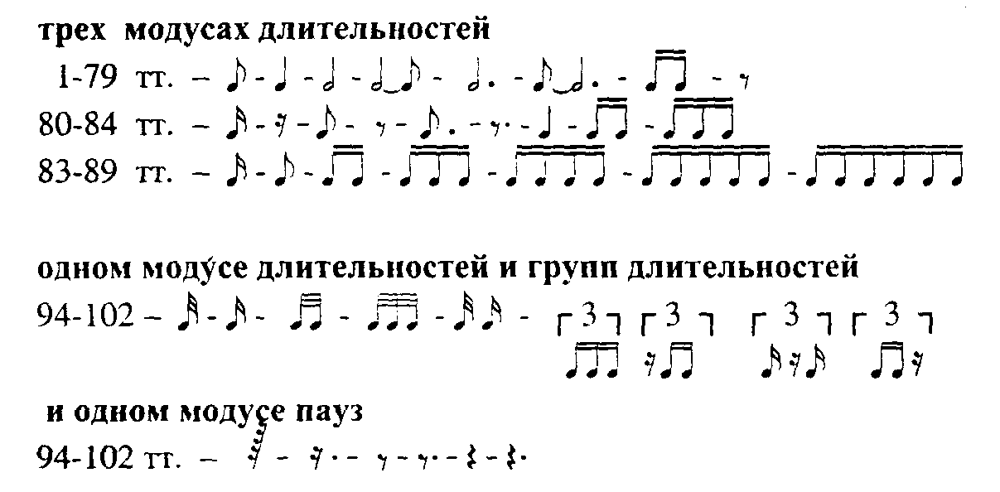 трех модусах длительностей
1-79 тт. –
80-84 тт. –
83-89 тт. –
одном модусе длительностей и групп длительностей
94-102 –
3 3 3 3
и одном модусе пауз
94-102 тт. –